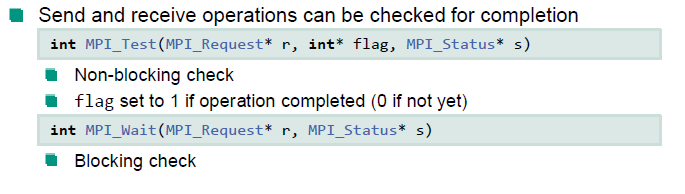 Send and receive operations can be checked for completion
int MPI_Test(MPI_Request* r, int* flag, MPI_Status* s)
Non-blocking check
flag set to 1 if operation completed (0 if not yet)
int MPI_Wait(MPI_Request* r, MPI_Status* s)
Blocking check